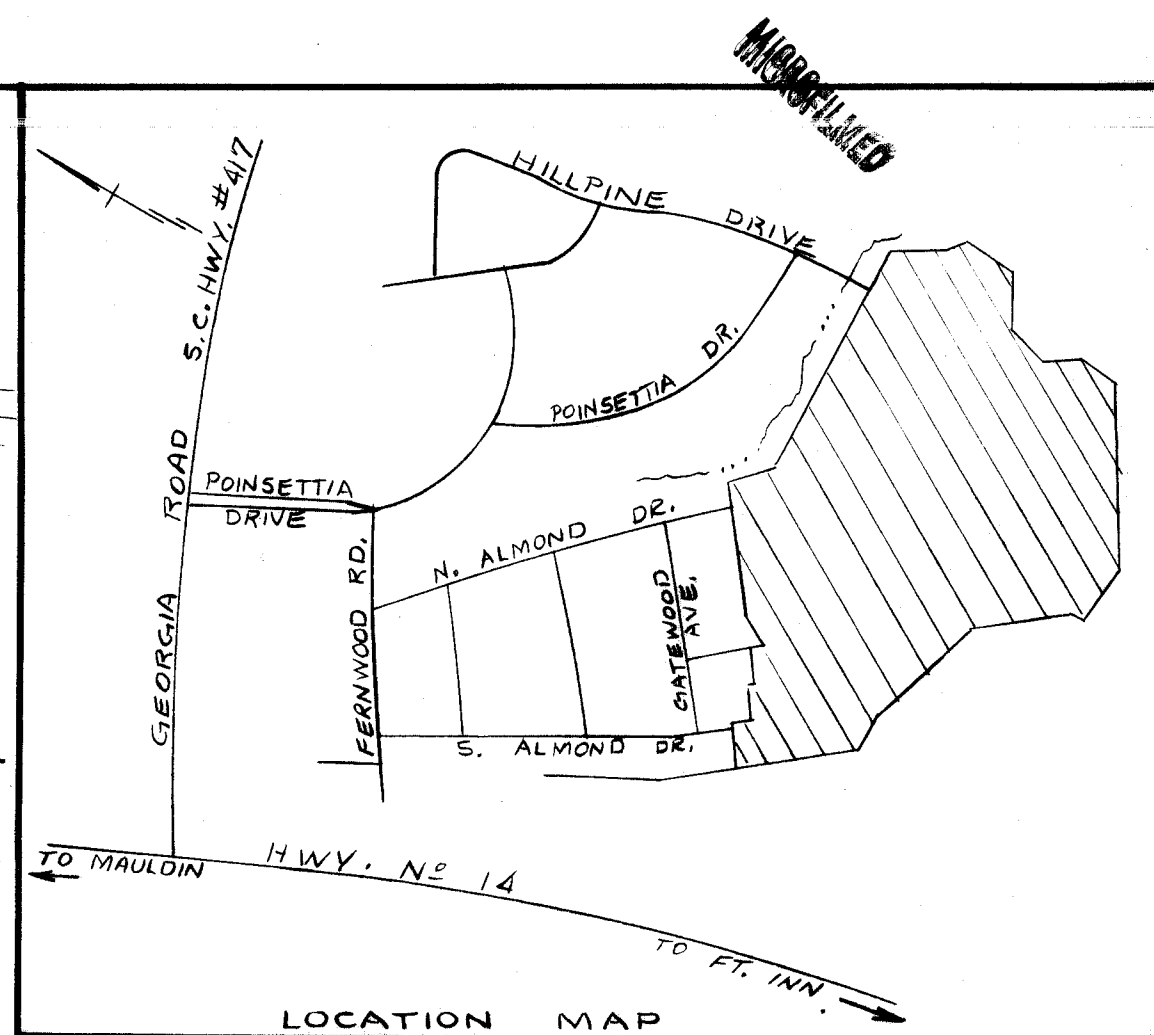 MICROFILMED
HILLPINE DRIVE
S.C. HWY. #417
GEORGIA ROAD
POINSETTIA DR.
POINSETTIA
DRIVE
N. ALMOND DR.
FERNWOOD RD.
GATEWOOD
AVE.
S. ALMOND DR.
TO MAULDIN
HWY. Nº 14
TO FT. INN
LOCATION MAP